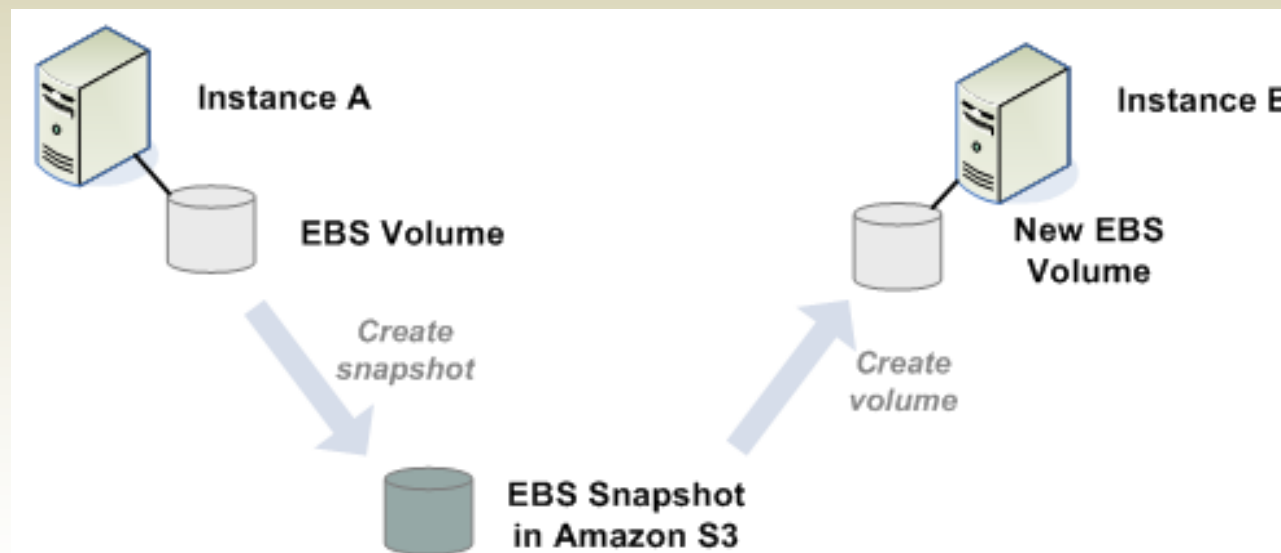 Instance A
Instance B
EBS Volume
New EBS
Volume
Create
snapshot
Create
volume
EBS Snapshot
in Amazon S3